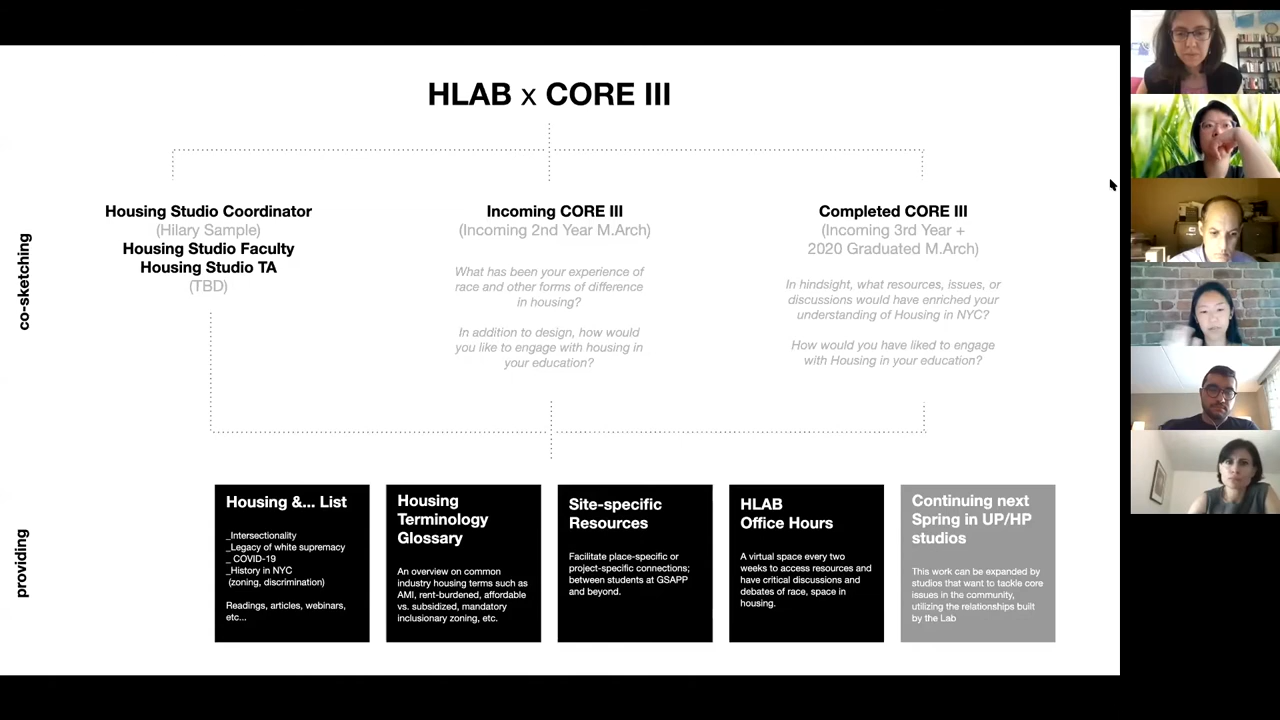 HLAB x CORE III
co-sketching
Housing Studio Coordinator
(Hilary Sample)
Housing Studio Faculty
Housing Studio TA
(TBD)
Incoming CORE III
(Incoming 2nd Year M.Arch)
What has been your experience of
race and other forms of difference
in housing?
In addition to design, how would
you like to engage with housing in
your education?
Completed CORE III
(Incoming 3rd Year +
2020 Graduated M.Arch)
In hindsight, what resources, issues, or
discussions would have enriched your
understanding of Housing in NYC?
How would you have liked to engage
with Housing in your education?
providing
Housing &... List
_Intersectionality
_Legacy of white supremacy
_ COVID-19
_History in NYC
(zoning, discrimination)
Readings, articles, webinars,
etc...
Housing
Terminology
Glossary
An overview on common
industry housing terms such as
AMI, rent-burdened, affordable
vs. subsidized, mandatory
inclusionary zoning, etc.
Site-specific
Resources
Facilitate place-specific or
project-specific connections;
between students at GSAPP
and beyond.
HLAB
Office Hours
A virtual space every two
weeks to access resources and
have critical discussions and
debates of race, space in
housing.
Continuing next
Spring in UP/HP
studios
This work can be expanded by
studios that want to tackle core
issues in the community,
utilizing the relationships built
by the Lab